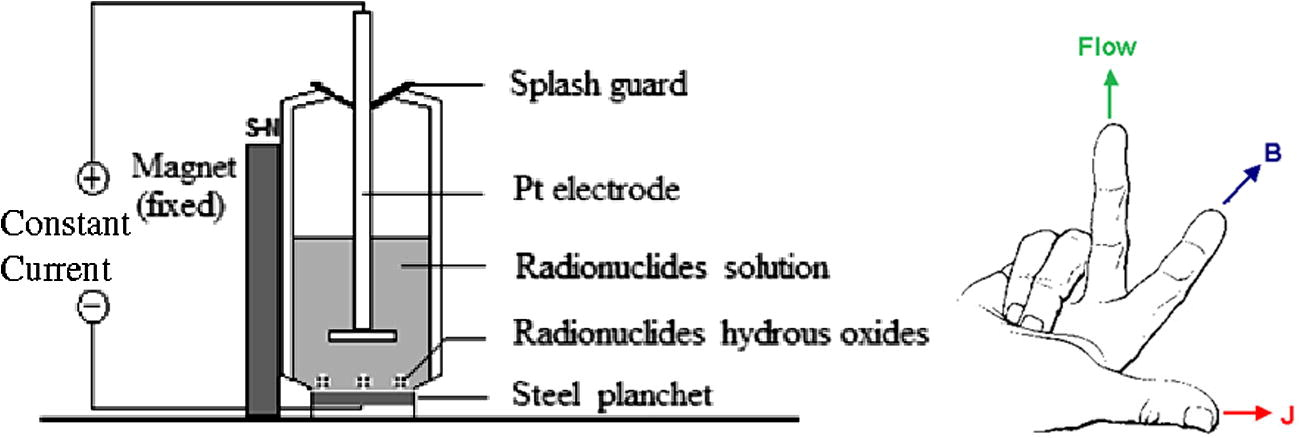 Splash guard
S-N
Magnet
(fixed)
+
Pt electrode
Constant
Current
Radionuclides solution
−
Radionuclides hydrous oxides
Steel planchet
Flow
B
J